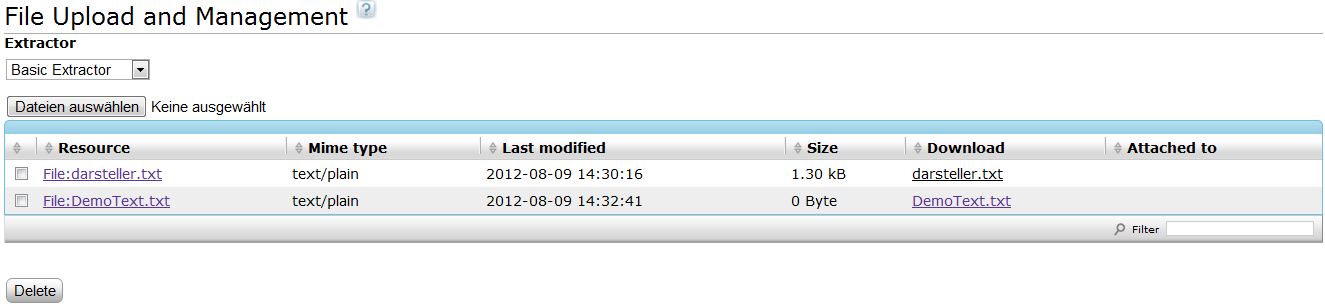 File Upload and Management ?
Extractor
Basic Extractor
Dateien auswählen Keine ausgewählt
Resource Mime type Last modified Size Download Attached to
File:darsteller.txt text/plain 2012-08-09 14:30:16 1.30 kB darsteller.txt
File:DemoText.txt text/plain 2012-08-09 14:32:41 0 Byte DemoText.txt
Filter
Delete